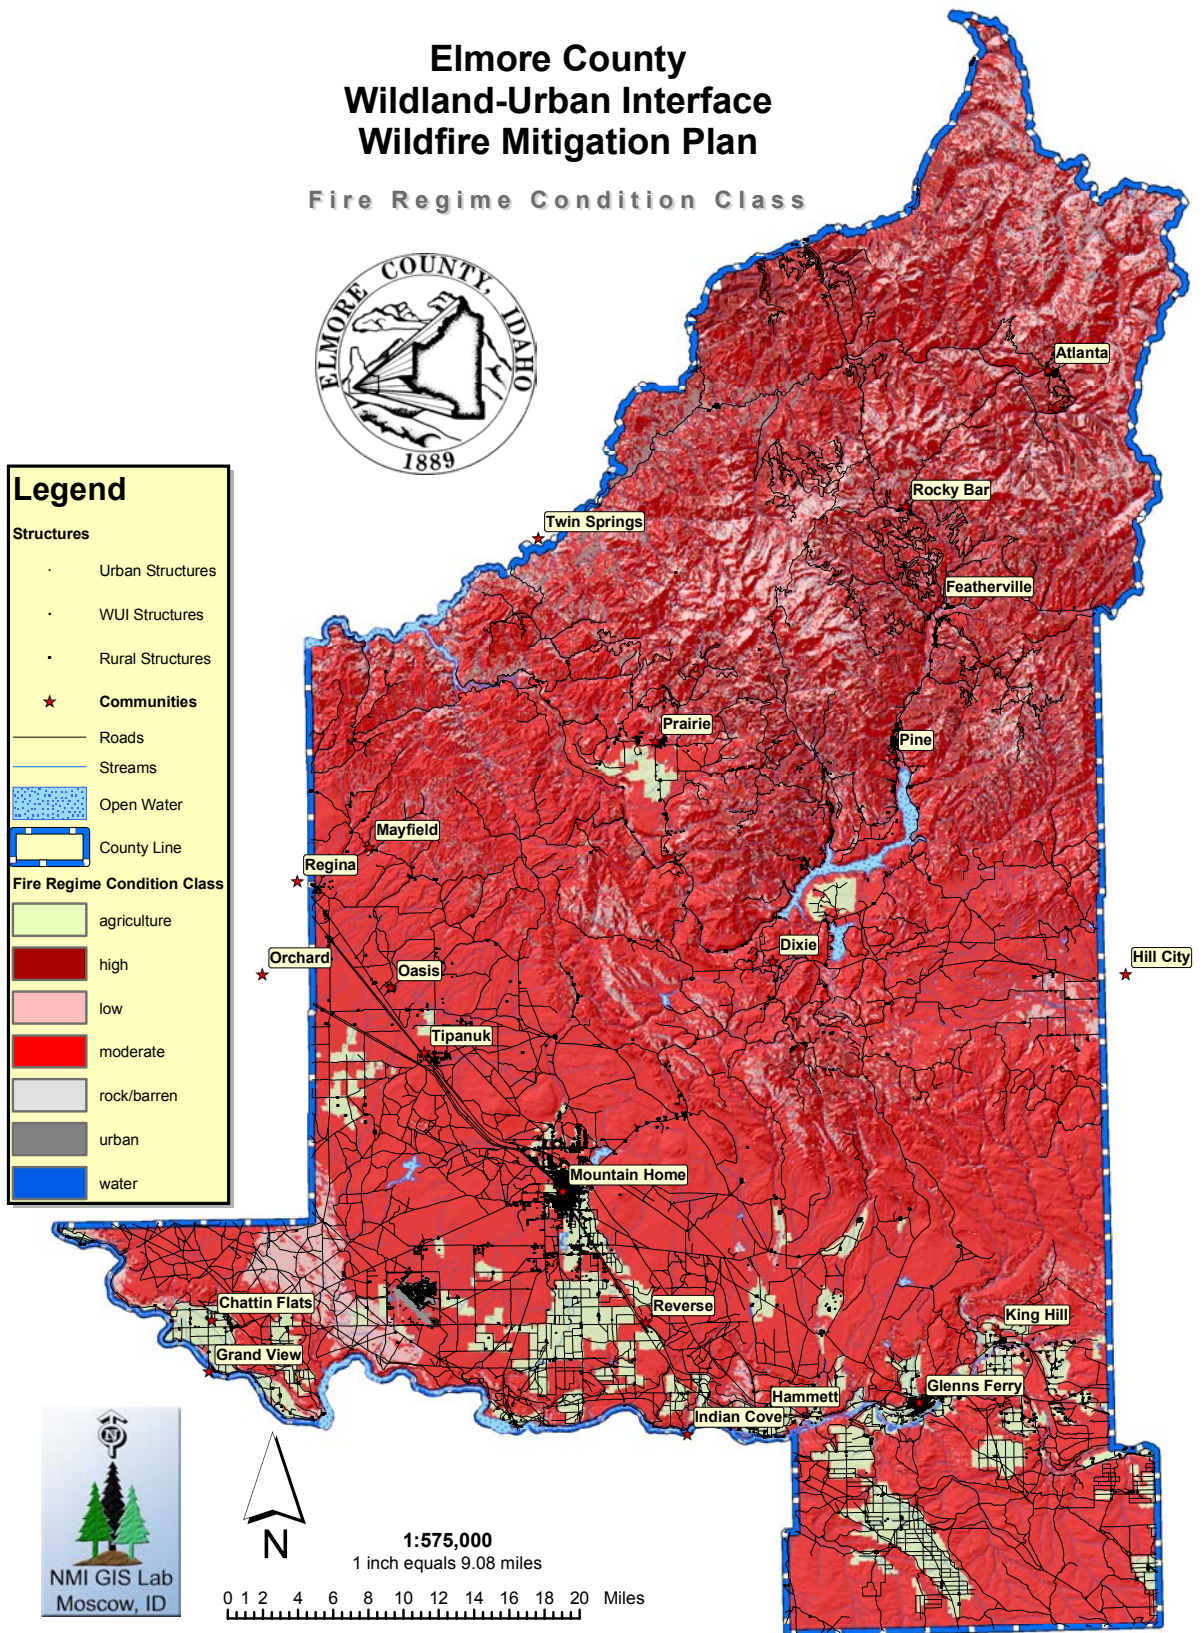 Elmore County
Wildland-Urban Interface
Wildfire Mitigation Plan
Fire Regime Condition Class
ELMORE COUNTY, IDAHO
1889
Atlanta
Rocky Bar
Twin Springs
Featherville
Prairie
Pine
Mayfield
Regina
Orchard
Oasis
Dixie
Hill City
Tipanuk
Mountain Home
Chattin Flats
Reverse
King Hill
Grand View
Hammett
Glenns Ferry
Indian Cove
Legend
Structures
Urban Structures
WUI Structures
Rural Structures
Communities
Roads
Streams
Open Water
County Line
Fire Regime Condition Class
agriculture
high
low
moderate
rock/barren
urban
water
N
NMI GIS Lab
Moscow, ID
N
1:575,000
1 inch equals 9.08 miles
0 1 2 4 6 8 10 12 14 16 18 20 Miles